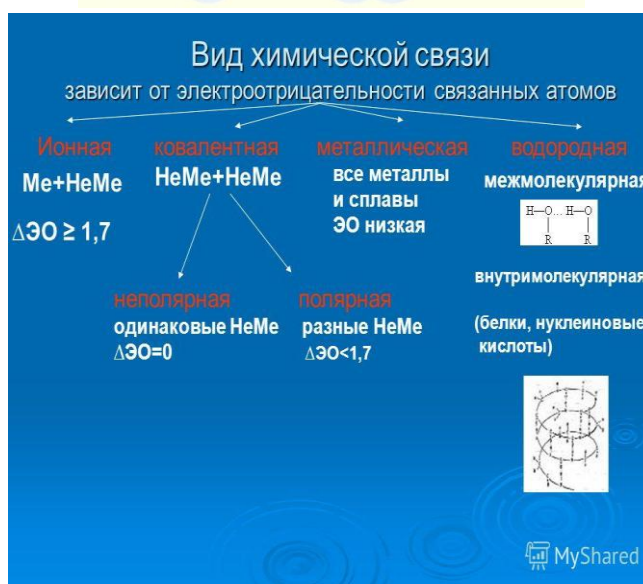 Вид химической связи
зависит от электроотрицательности связанных атомов
Ионная
Ме+НеМе
∆ЭО ≥ 1,7
ковалентная
НеМе+НеМе
неполярная
одинаковые НеМе
∆ЭО=0
полярная
разные НеМе
∆ЭО<1,7
металлическая
все металлы
и сплавы
ЭО низкая
водородная
межмолекулярная
H—O... H—O
R R
внутримолекулярная
(белки, нуклеиновые
кислоты)
MyShared